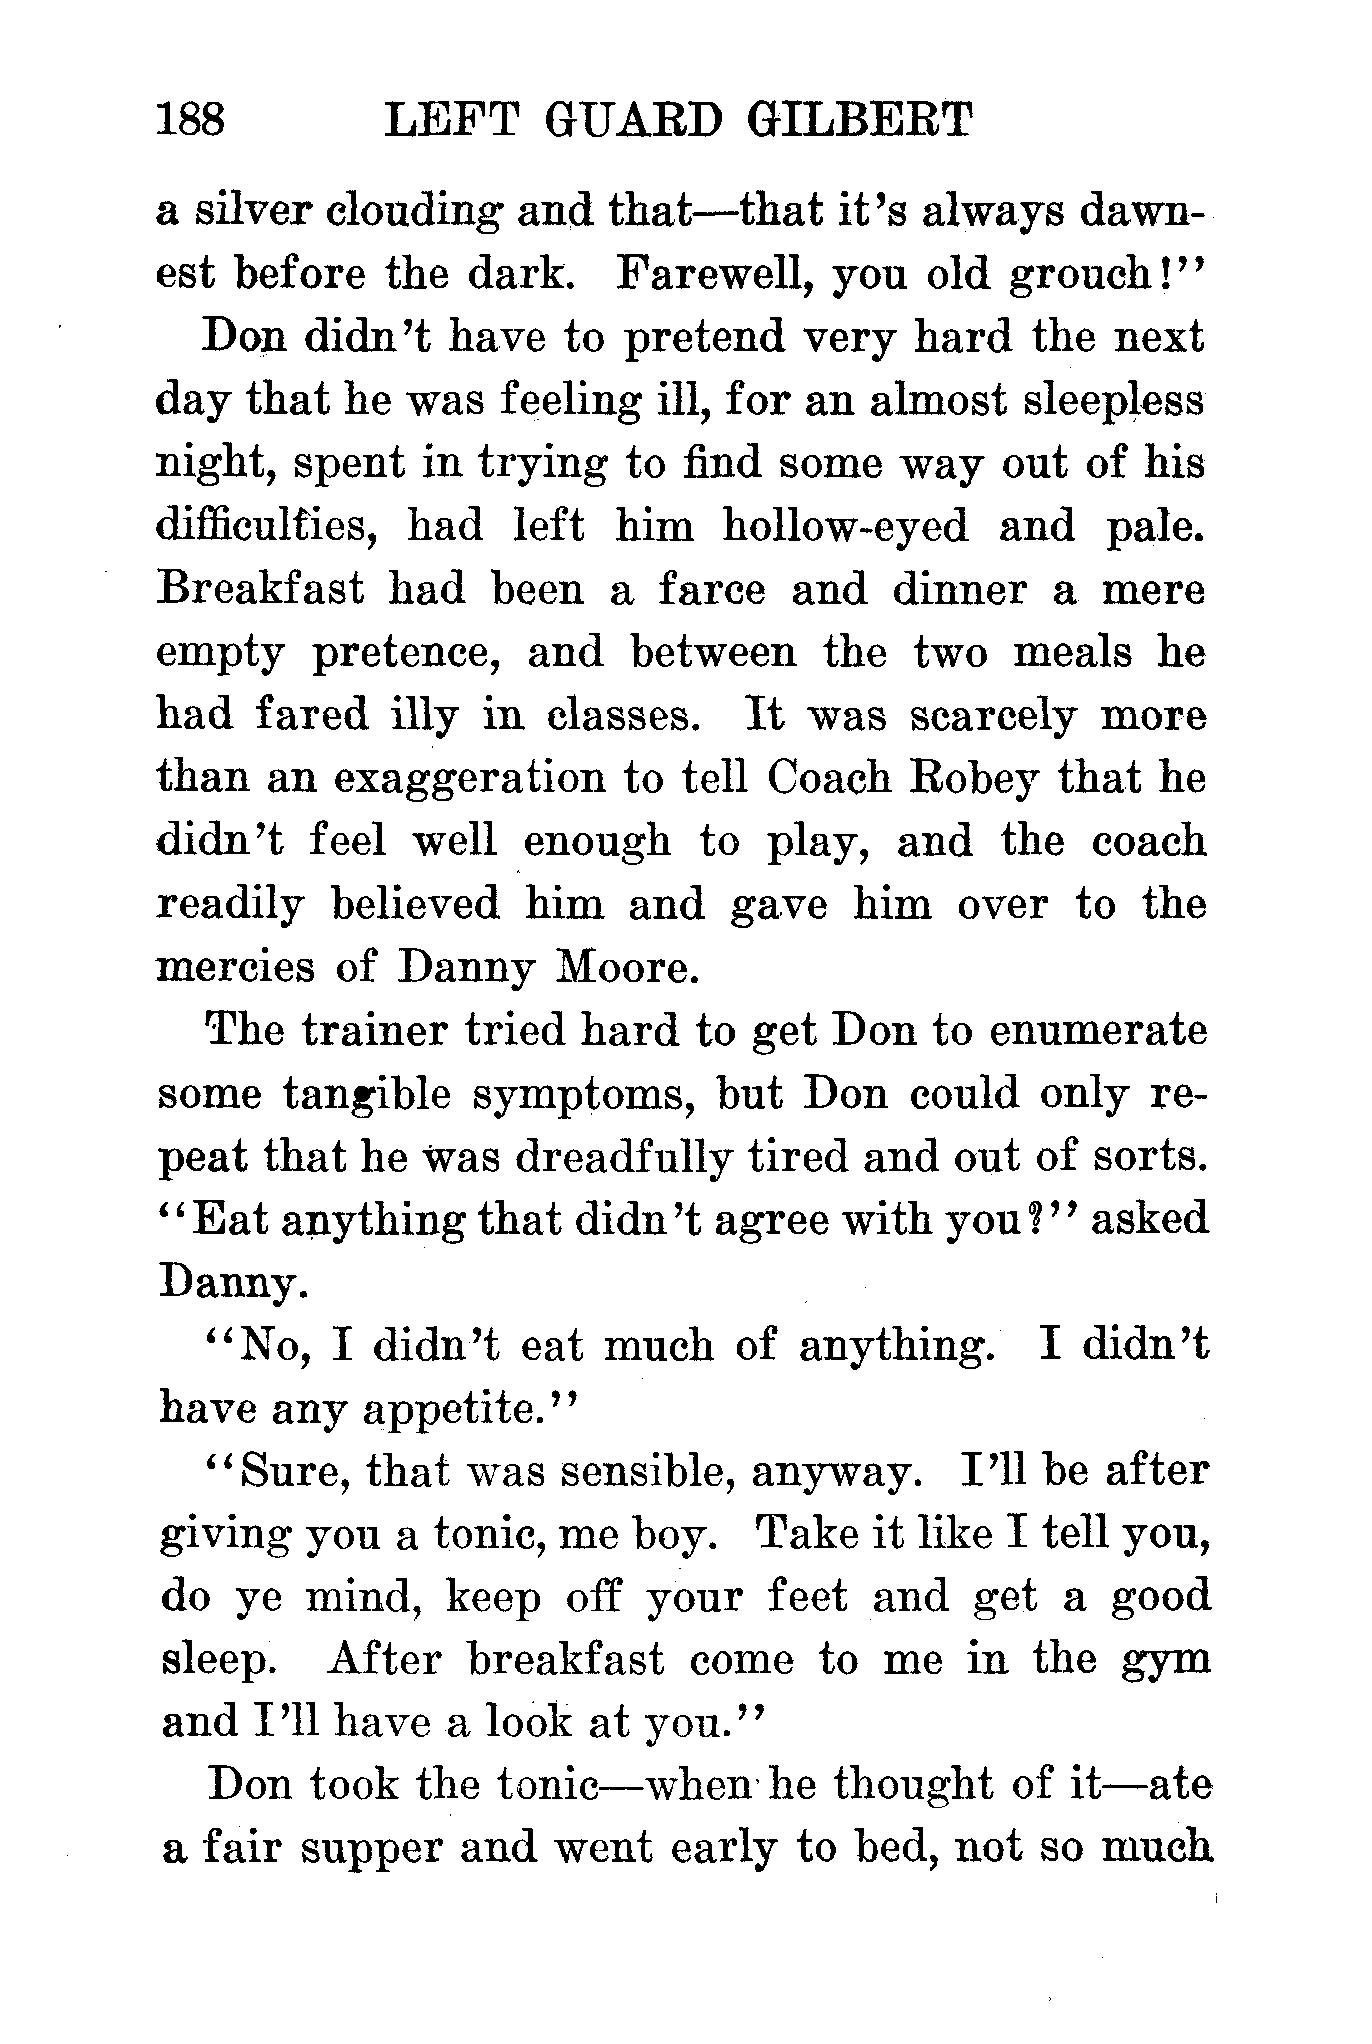 188 LEFT GUARD GILBERT
a silver clouding and that—that it's always dawn-
est before the dark. Farewell, you old grouch!"
Don didn't have to pretend very hard the next
day that he was feeling ill, for an almost sleepless
night, spent in trying to find some way out of his
difficulties, had left him hollow-eyed and pale.
Breakfast had been a farce and dinner a mere
empty pretence, and between the two meals he
had fared illy in classes. It was scarcely more
than an exaggeration to tell Coach Robey that he
didn't feel well enough to play, and the coach
readily believed him and gave him over to the
mercies of Danny Moore.
The trainer tried hard to get Don to enumerate
some tangible symptoms, but Don could only re-
peat that he was dreadfully tired and out of sorts.
"Eat anything that didn't agree with you?" asked
Danny.
"No, I didn't eat much of anything. I didn't
have any appetite."
"Sure, that was sensible, anyway. I'll be after
giving you a tonic, me boy. Take it like I tell you,
do ye mind, keep off your feet and get a good
sleep. After breakfast come to me in the gym
and I'll have a look at you."
Don took the tonic—when he thought of it—ate
a fair supper and went early to bed, not so much